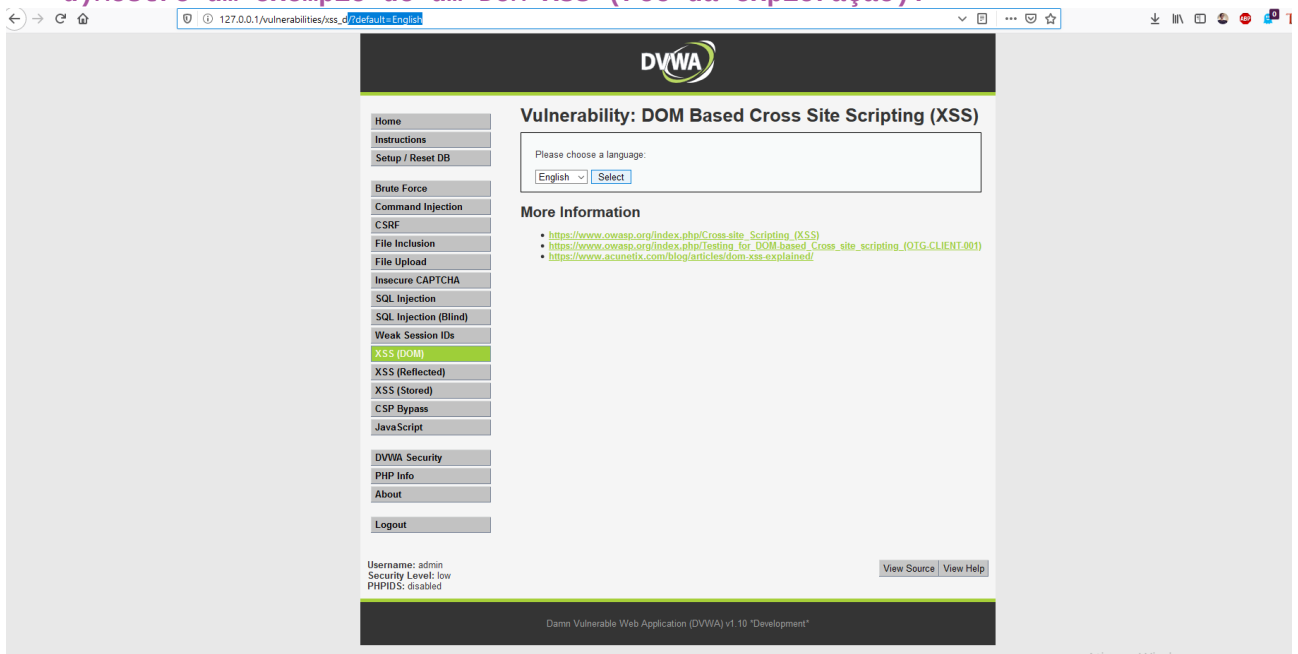 127.0.0.1/vulnerabilities/xss_d/?default=English
DVWA
Home
Instructions
Setup / Reset DB
Brute Force
Command Injection
CSRF
File Inclusion
File Upload
Insecure CAPTCHA
SQL Injection
SQL Injection (Blind)
Weak Session IDs
XSS (DOM)
XSS (Reflected)
XSS (Stored)
CSP Bypass
JavaScript
DVWA Security
PHP Info
About
Logout
Vulnerability: DOM Based Cross Site Scripting (XSS)
Please choose a language:
English Select
More Information
https://www.owasp.org/index.php/Cross-site_Scripting_(XSS)
https://www.owasp.org/index.php/Testing_for_DOM-based_Cross_site_scripting_(OTG-CLIENT-001)
https://www.acunetix.com/blog/articles/dom-xss-explained/
Username: admin
Security Level: low
PHPIDS: disabled
View Source View Help
Damn Vulnerable Web Application (DVWA) v1.10 *Development*